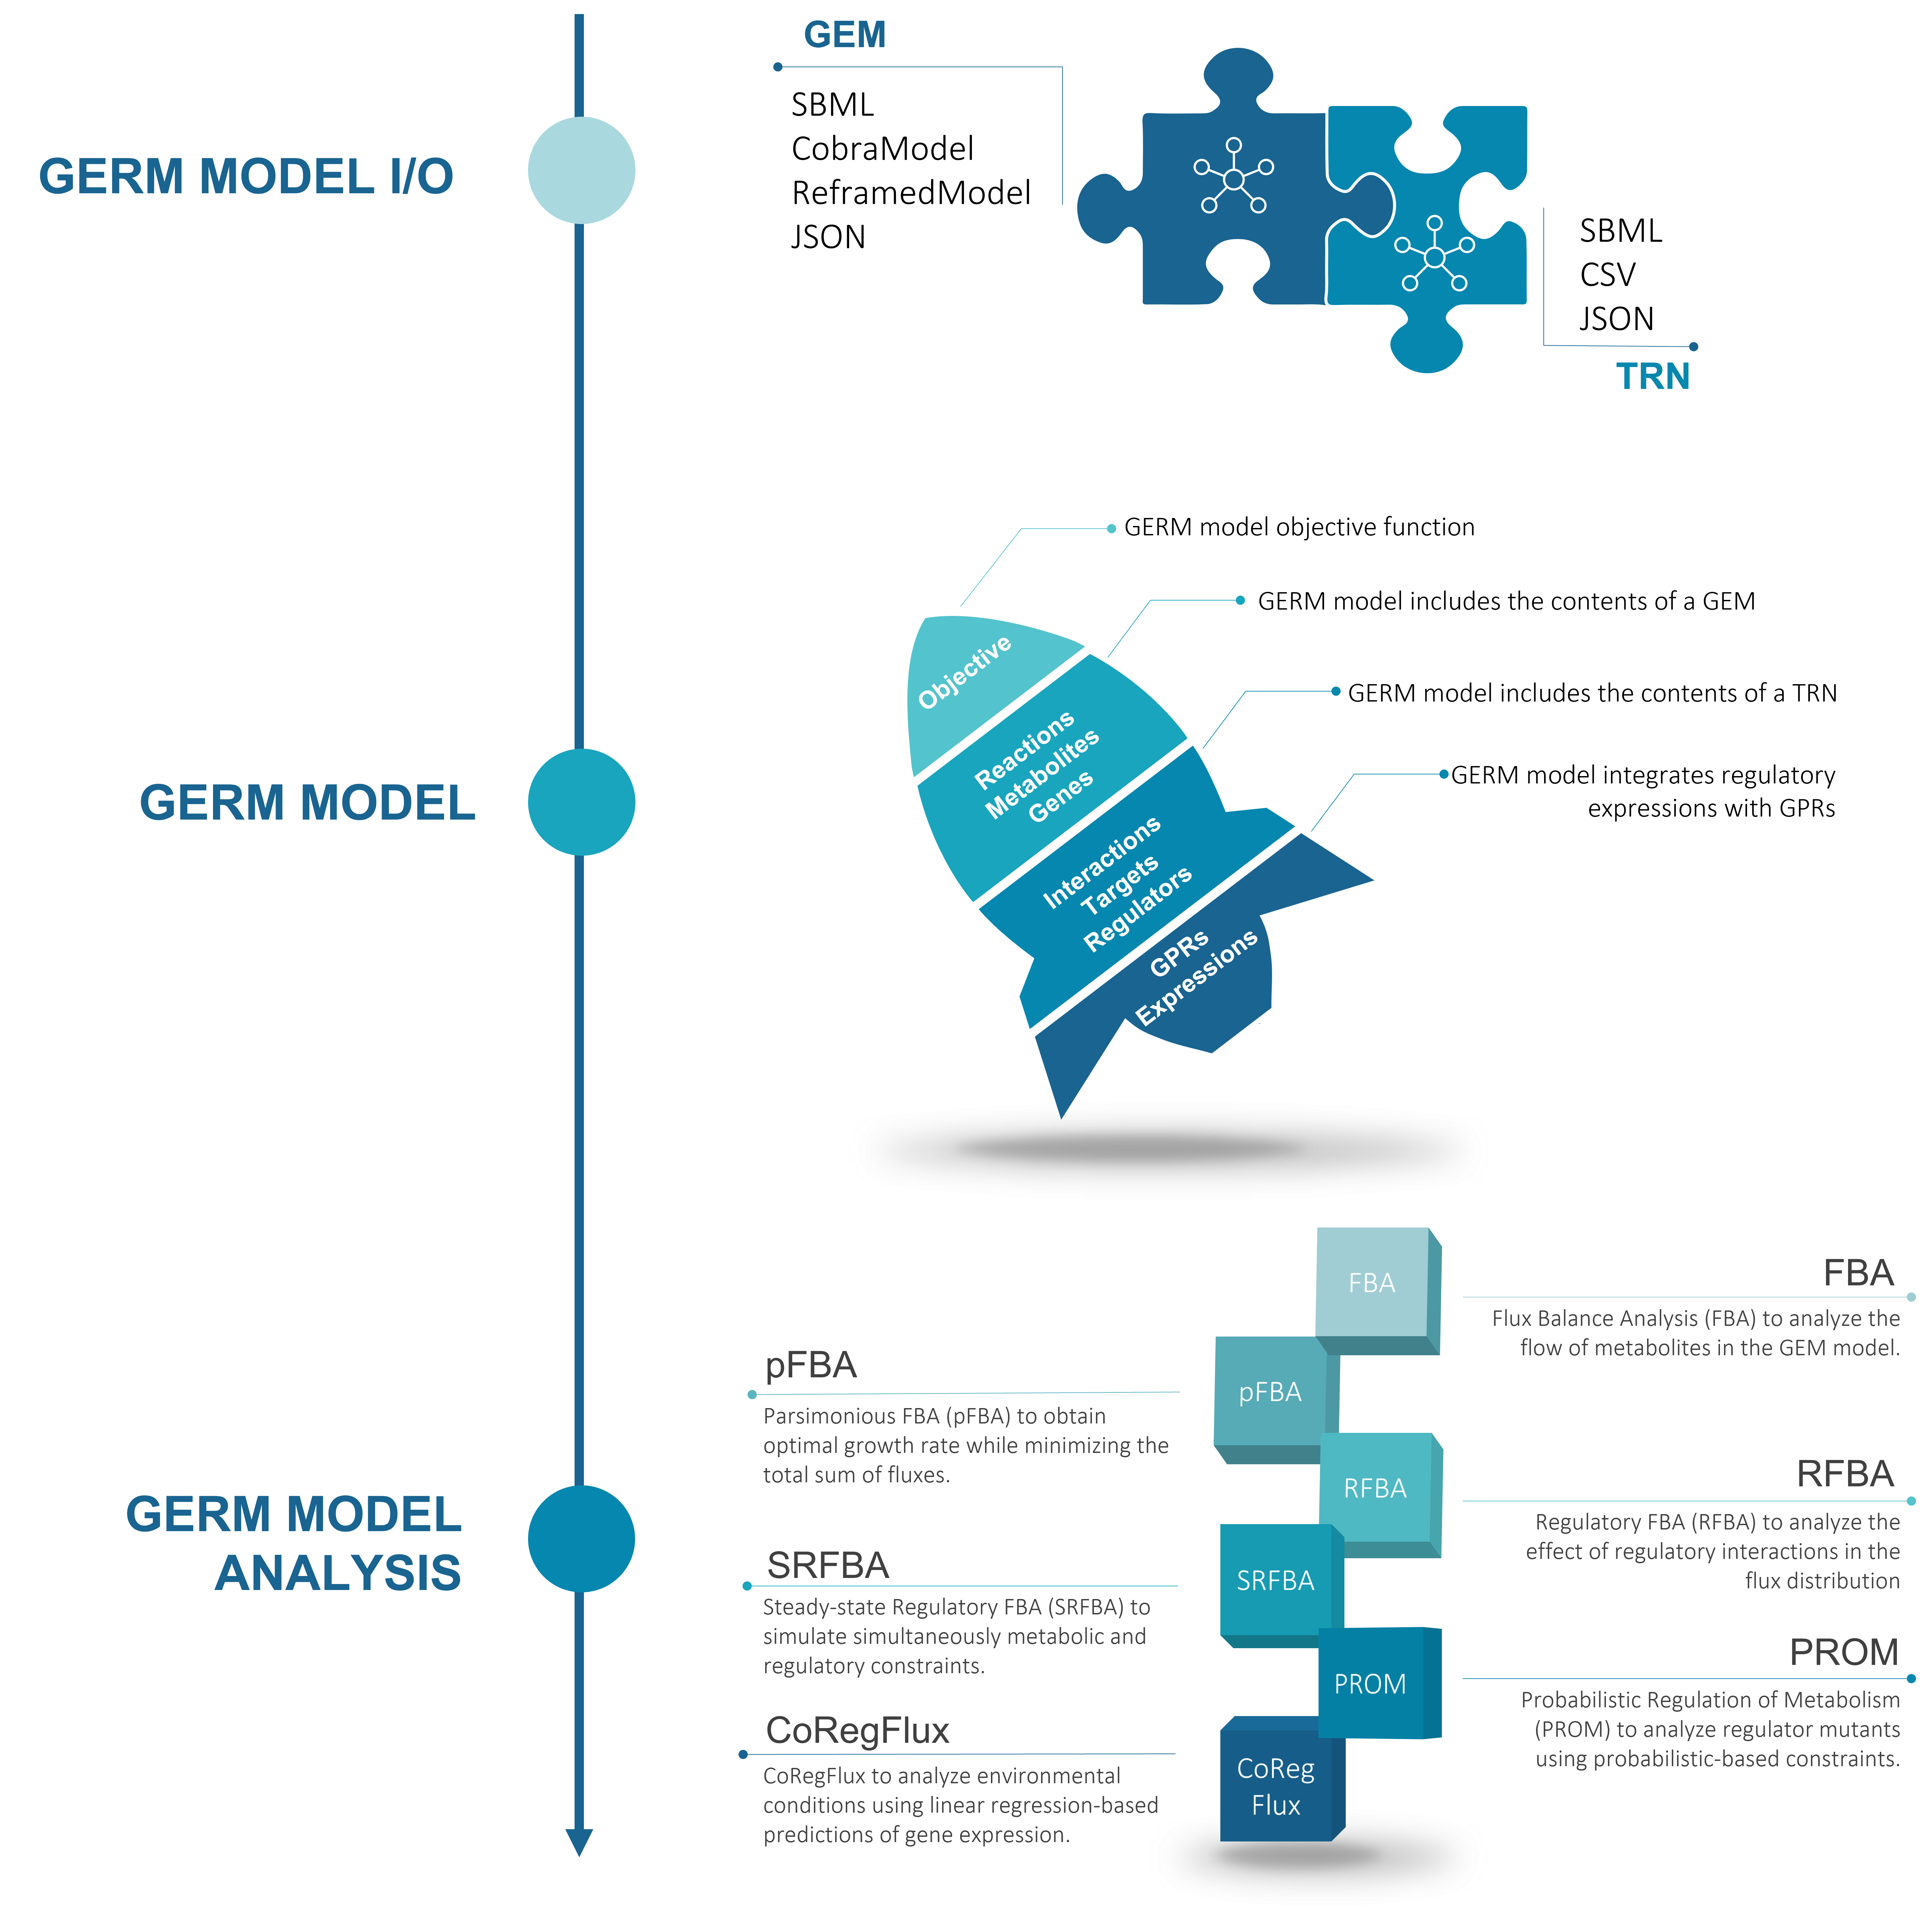 GERM MODEL I/O
GEM
SBML
CobraModel
ReframedModel
JSON
SBML
CSV
JSON
TRN
GERM MODEL
GERM model objective function
GERM model includes the contents of a GEM
GERM model includes the contents of a TRN
GERM model integrates regulatory
expressions with GPRs
Objective
Reactions
Metabolites
Genes
Interactions
Targets
Regulators
GPRs
Expressions
GERM MODEL
ANALYSIS
FBA
FBA
Flux Balance Analysis (FBA) to analyze the
flow of metabolites in the GEM model.
pFBA
Parsimonious FBA (pFBA) to obtain
optimal growth rate while minimizing the
total sum of fluxes.
pFBA
RFBA
RFBA
Regulatory FBA (RFBA) to analyze the
effect of regulatory interactions in the
flux distribution
SRFBA
Steady-state Regulatory FBA (SRFBA) to
simulate simultaneously metabolic and
regulatory constraints.
SRFBA
PROM
PROM
Probabilistic Regulation of Metabolism
(PROM) to analyze regulator mutants
using probabilistic-based constraints.
CoRegFlux
CoRegFlux to analyze environmental
conditions using linear regression-based
predictions of gene expression.
CoReg
Flux